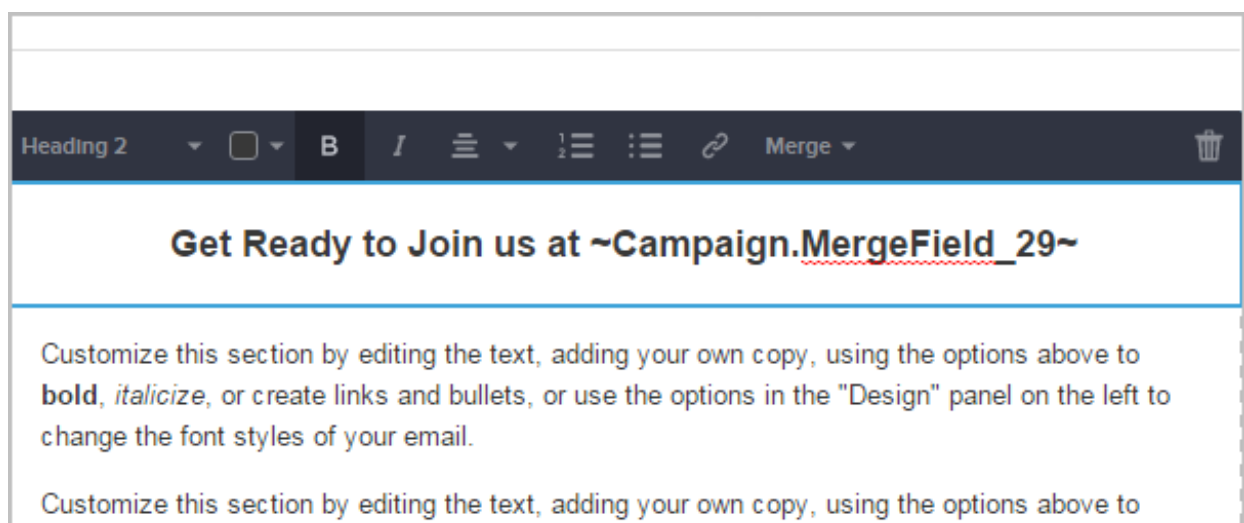 Heading 2 B I Merge
Get Ready to Join us at ~Campaign.MergeField_29~
Customize this section by editing the text, adding your own copy, using the options above to
bold, italicize, or create links and bullets, or use the options in the "Design" panel on the left to
change the font styles of your email.
Customize this section by editing the text, adding your own copy, using the options above to